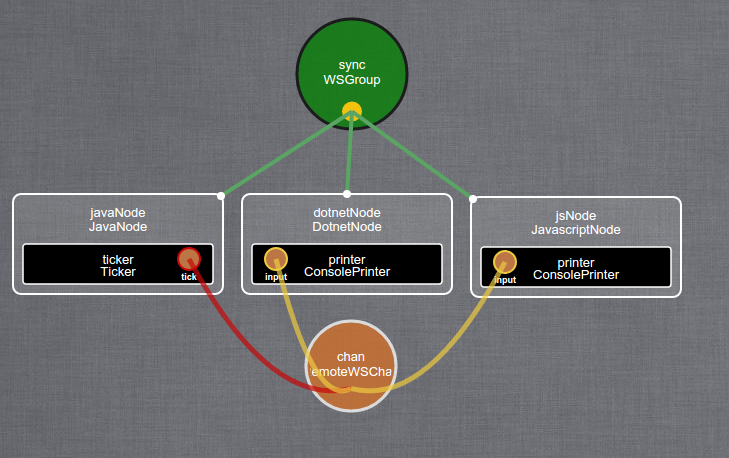 sync
WSGroup
javaNode
JavaNode
ticker
Ticker
tick
dotnetNode
DotnetNode
printer
ConsolePrinter
input
jsNode
JavascriptNode
printer
ConsolePrinter
input
chan
emoteWSCha